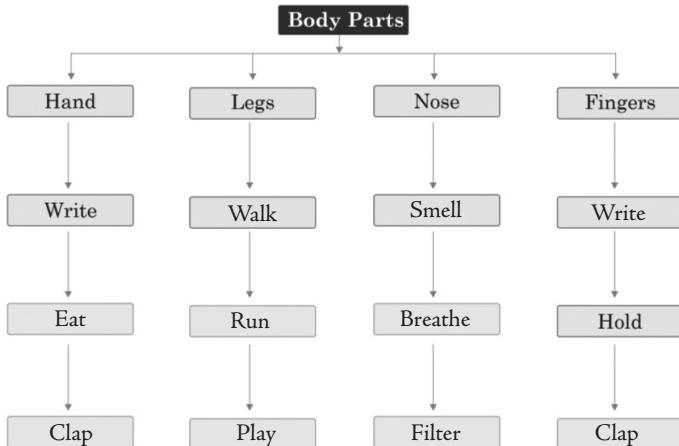 Body Parts
Hand Legs Nose Fingers
Write Walk Smell Write
Eat Run Breathe Hold
Clap Play Filter Clap